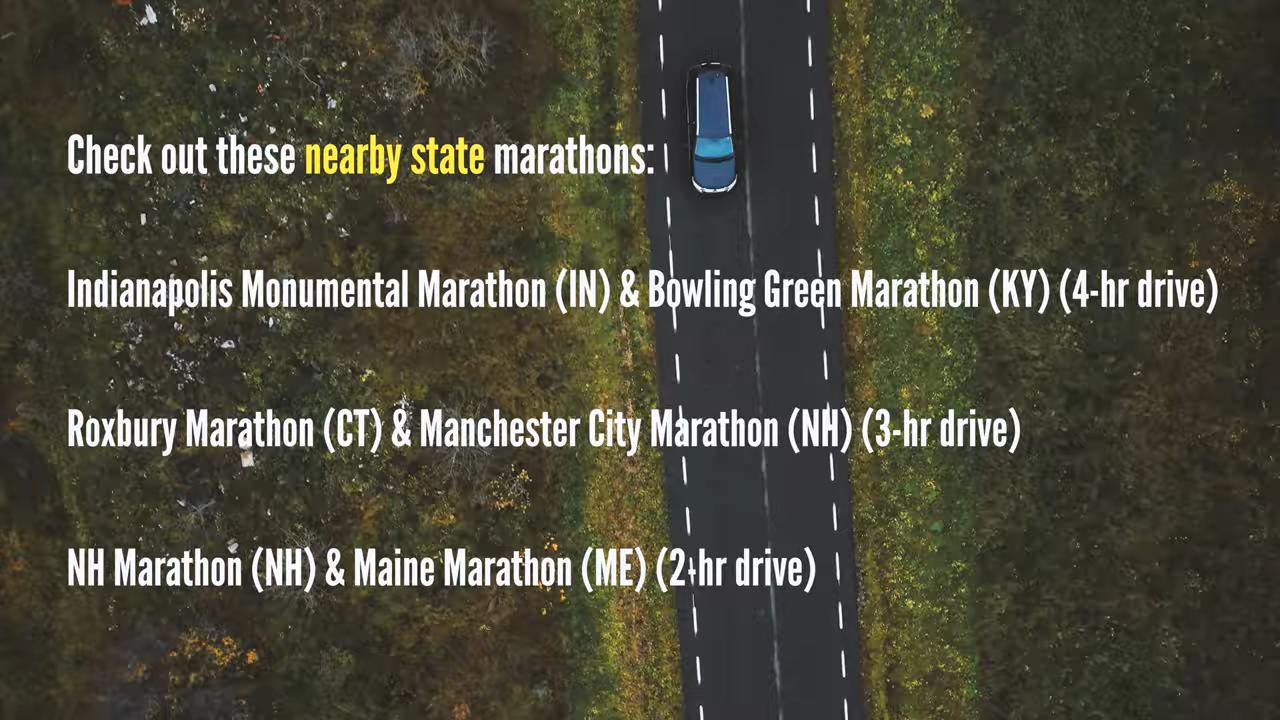 Check out these nearby state marathons:
Indianapolis Monumental Marathon (IN) & Bowling Green Marathon (KY) (4-hr drive)
Roxbury Marathon (CT) & Manchester City Marathon (NH) (3-hr drive)
NH Marathon (NH) & Maine Marathon (ME) (2-hr drive)